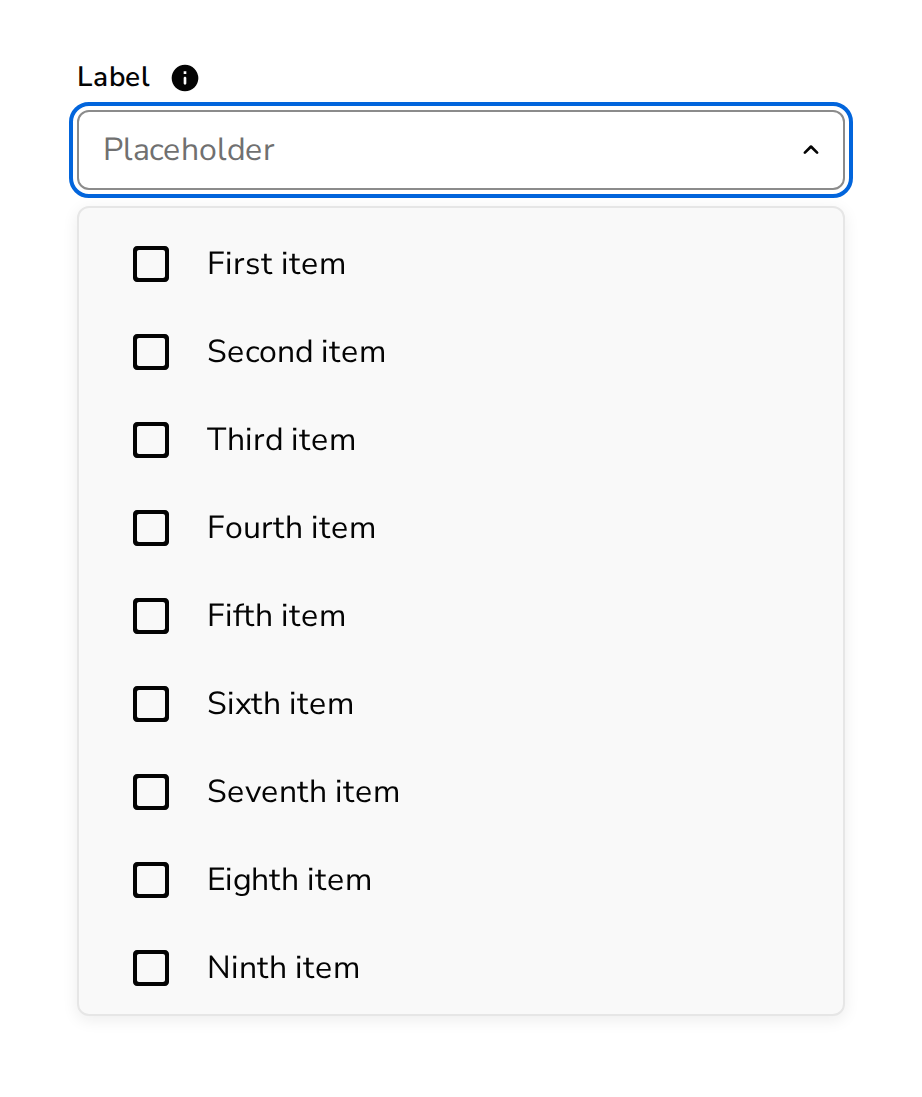 Label
Placeholder
First item
Second item
Third item
Fourth item
Fifth item
Sixth item
Seventh item
Eighth item
Ninth item